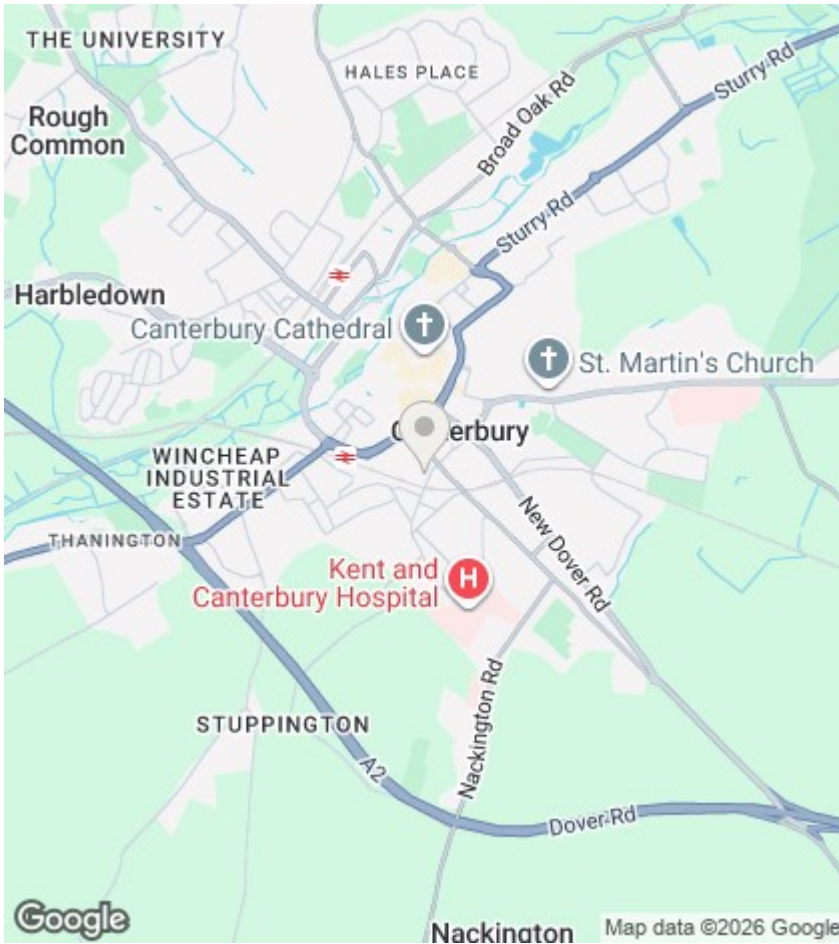 THE UNIVERSITY
HALES PLACE
Rough
Common
Broad Oak Rd
Sturry Rd
Sturry Rd
Harbledown
Canterbury Cathedral
St. Martin's Church
WINCHEAP
INDUSTRIAL
ESTATE
THANINGTON
New Dover Rd
Kent and
Canterbury Hospital
H
Nackington Rd
STUPPINGTON
A2
Dover Rd
Google
Nackington
Map data ©2026 Google